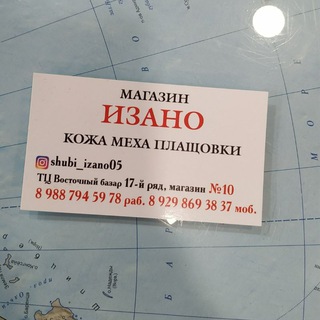 МАГАЗИН
ИЗАНО
КОЖА МЕХА ПЛАЩОВКИ
shubi_izano05
ТЦ Восточный базар 17-й ряд, магазин №10
8 988 794 59 78 раб. 8 929 869 38 37 моб.